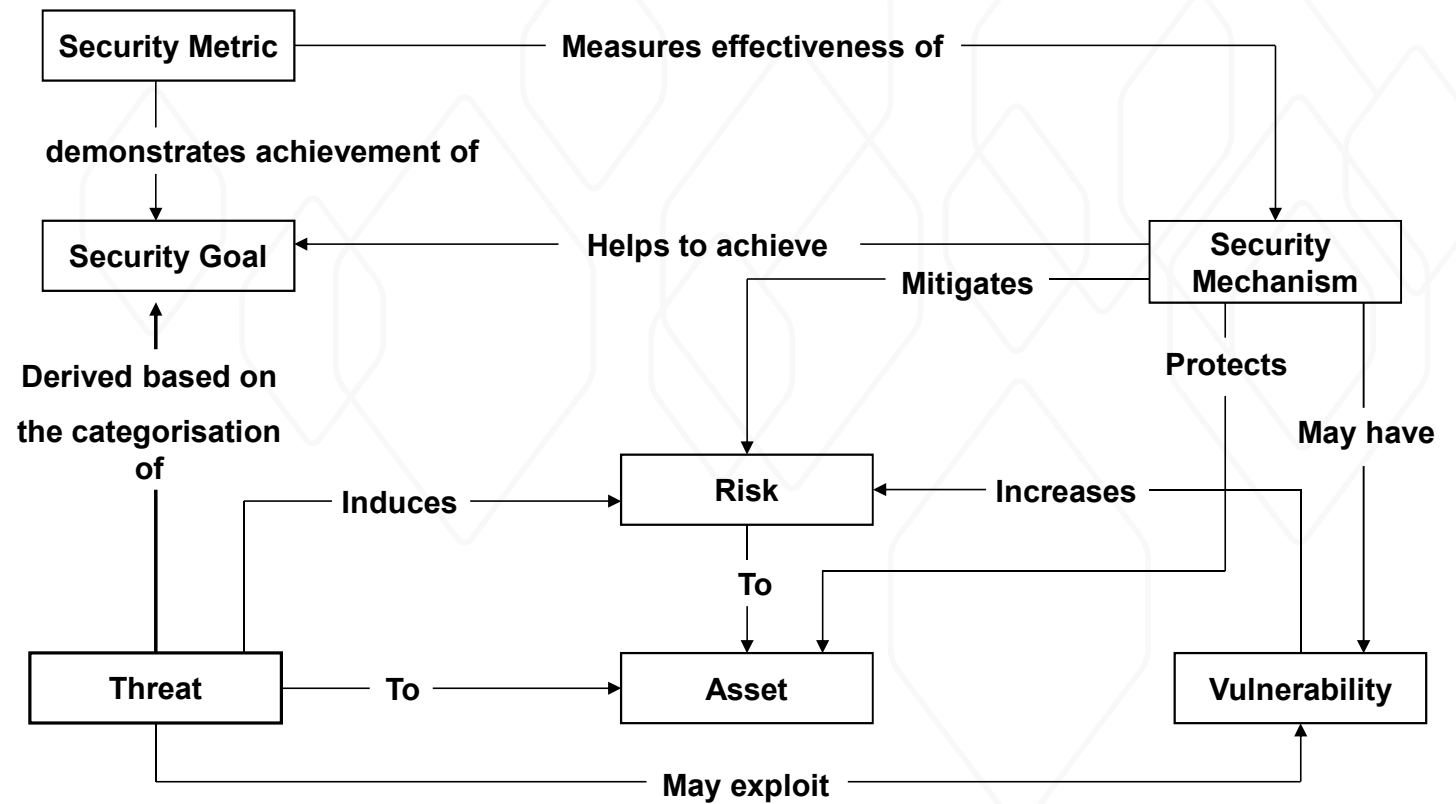 Security Metric
Measures effectiveness of
demonstrates achievement of
Security Goal
Helps to achieve
Security
Mechanism
Mitigates
Protects
Derived based on
the categorisation
of
May have
Risk
Induces
Increases
To
Threat
To
Asset
Vulnerability
May exploit